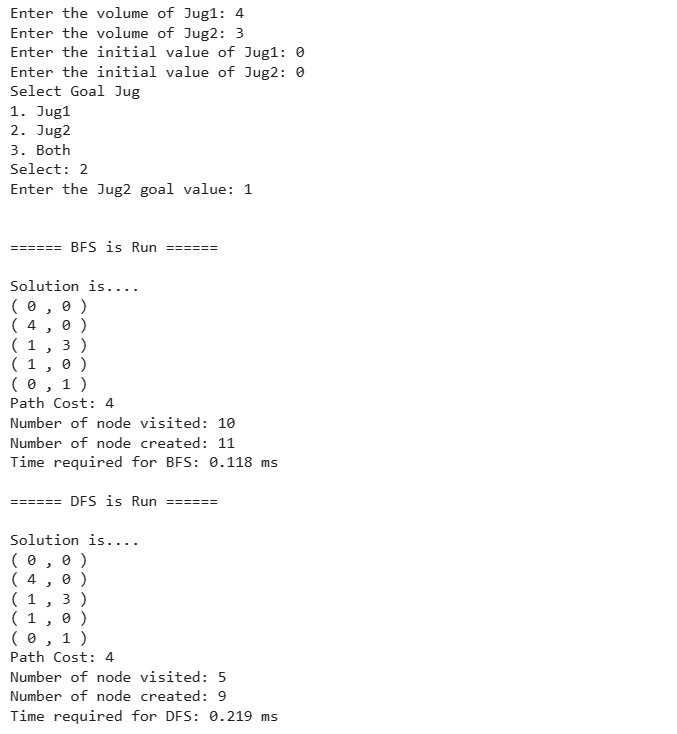 Enter the volume of Jug1: 4
Enter the volume of Jug2: 3
Enter the initial value of Jug1: 0
Enter the initial value of Jug2: 0
Select Goal Jug
1. Jug1
2. Jug2
3. Both
Select: 2
Enter the Jug2 goal value: 1
====== BFS is Run ======
Solution is....
( 0 , 0 )
( 4 , 0 )
( 1 , 3 )
( 1 , 0 )
( 0 , 1 )
Path Cost: 4
Number of node visited: 10
Number of node created: 11
Time required for BFS: 0.118 ms
====== DFS is Run ======
Solution is....
( 0 , 0 )
( 4 , 0 )
( 1 , 3 )
( 1 , 0 )
( 0 , 1 )
Path Cost: 4
Number of node visited: 5
Number of node created: 9
Time required for DFS: 0.219 ms